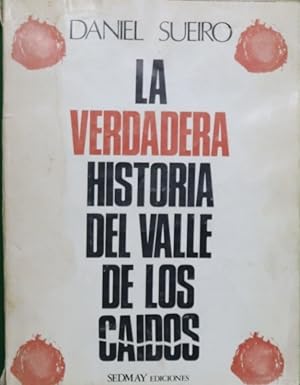 DANIEL SUEIRO
LA
VERDADERA
HISTORIA
DEL VALLE
DE LOS
CAIDOS
SEDMAY EDICIONES